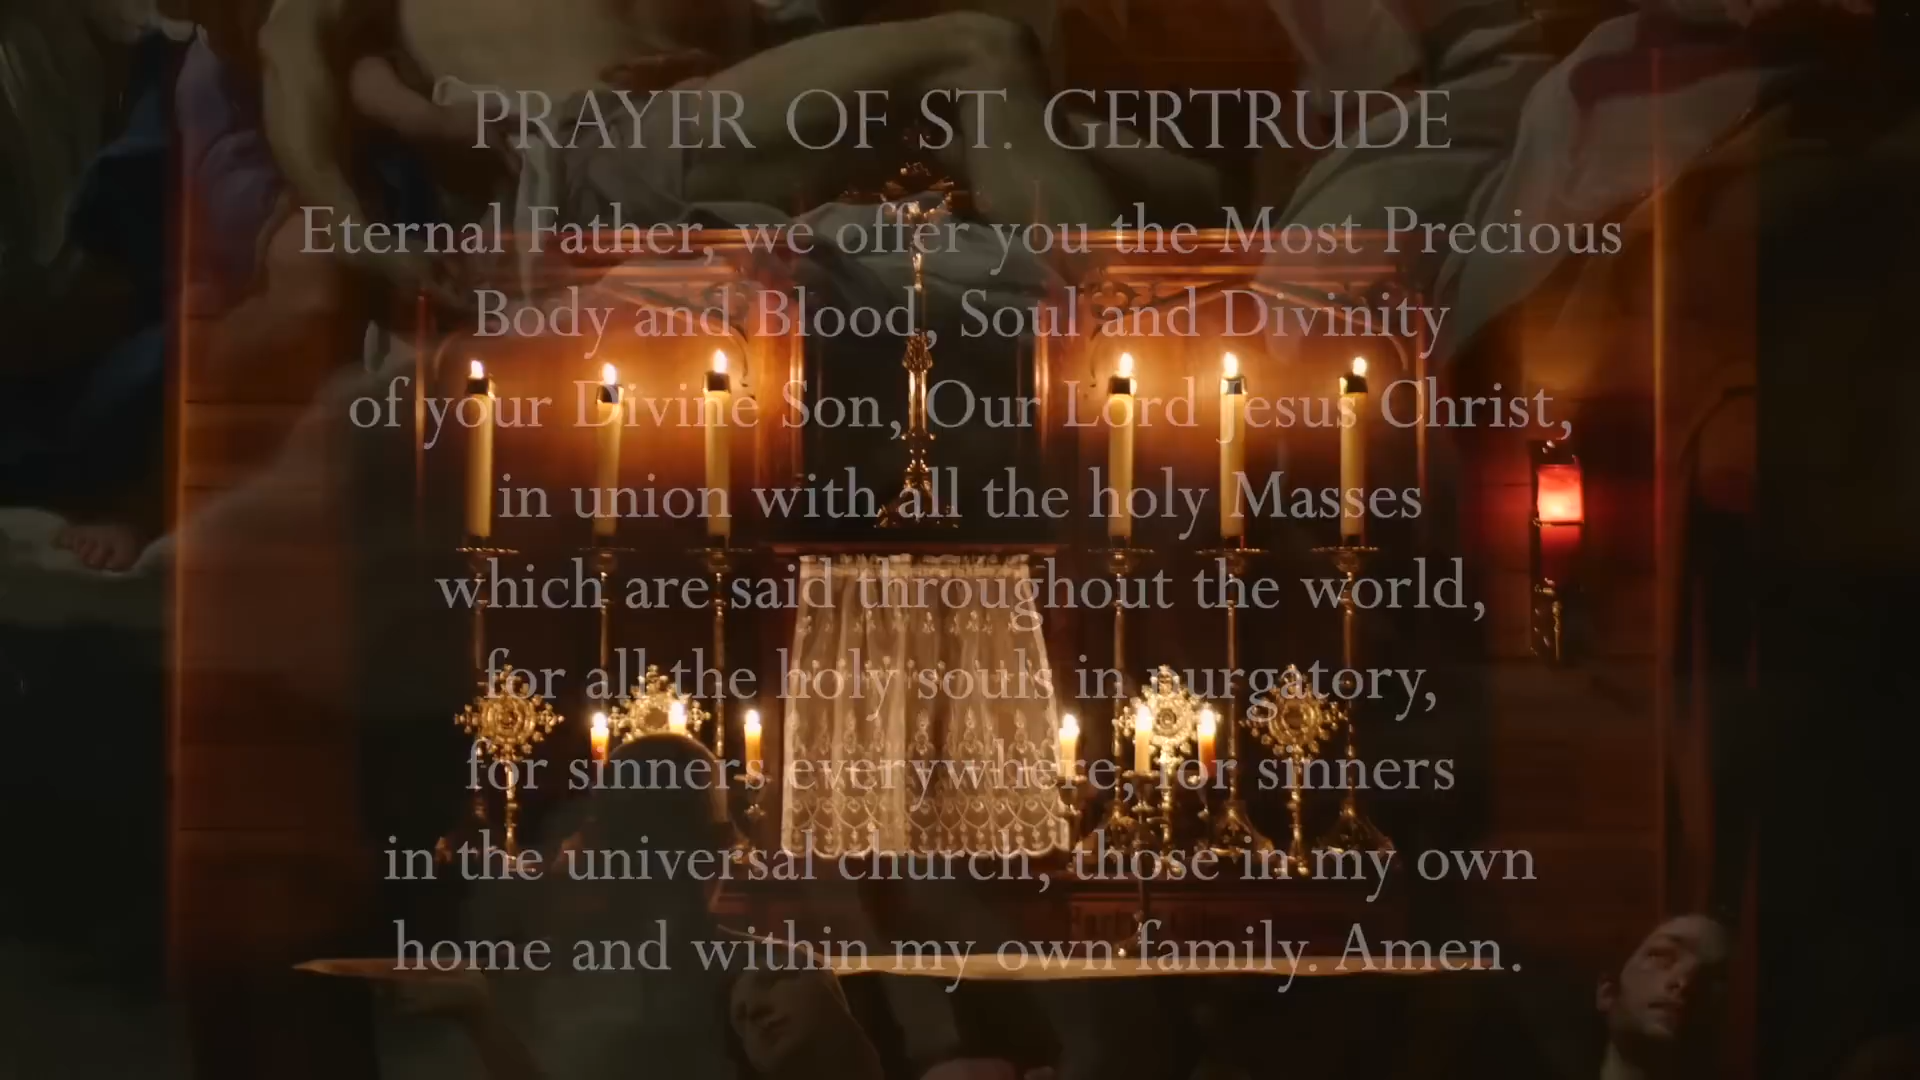 PRAYER OF ST. GERTRUDE
Eternal Father, we offer you the Most Precious
Body and Blood, Soul and Divinity
of your Divine Son, Our Lord Jesus Christ,
in union with all the holy Masses
which are said throughout the world,
for all the holy souls in purgatory,
for sinners everywhere, for sinners
in the universal church, those in my own
home and within my own family. Amen.